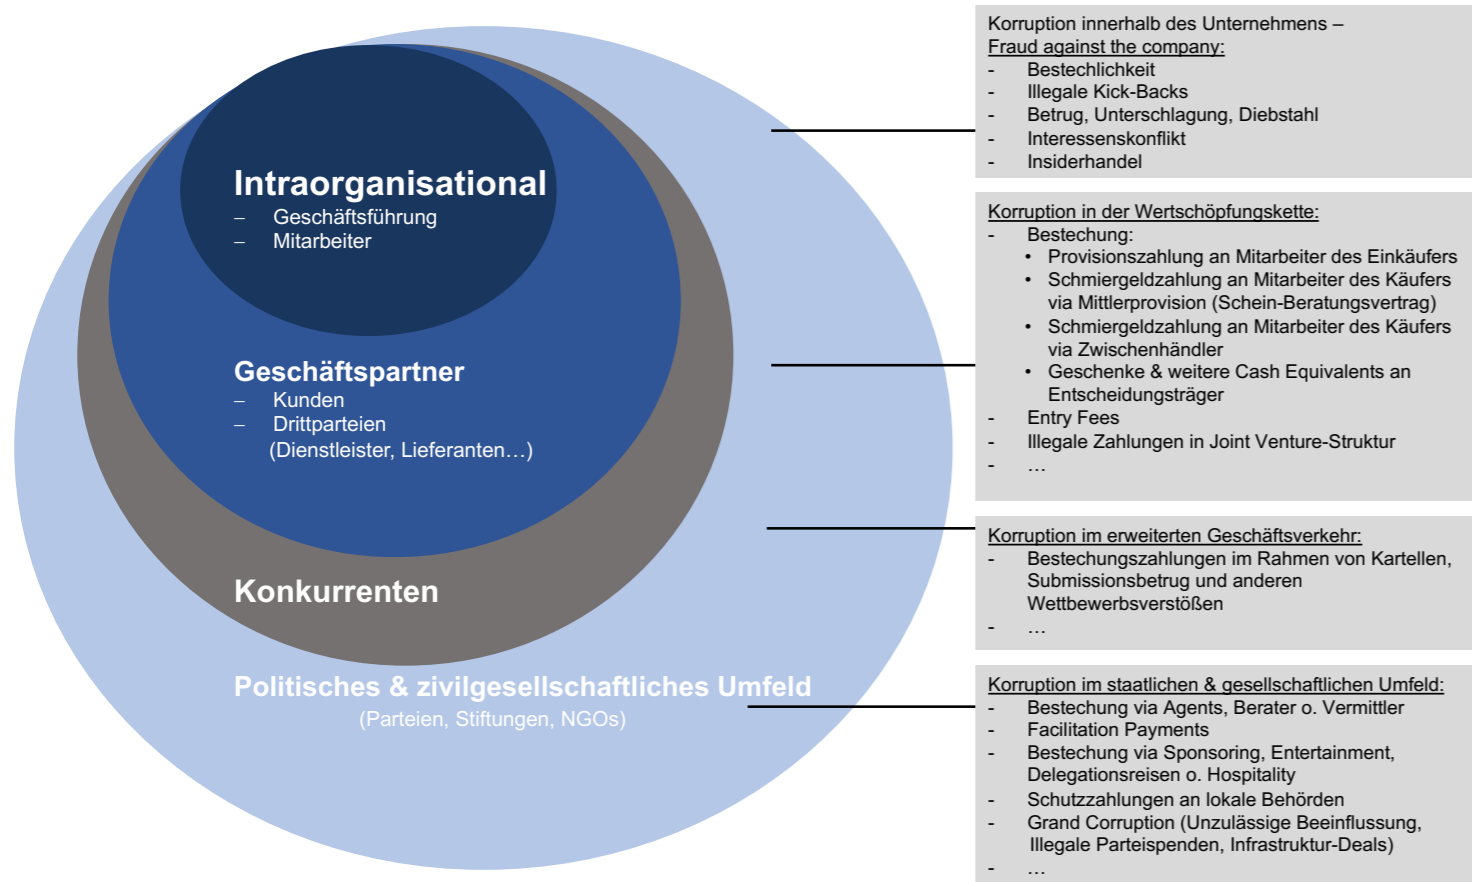 Intraorganisational
– Geschäftsführung
– Mitarbeiter
Geschäftspartner
– Kunden
– Drittparteien
(Dienstleister, Lieferanten…)
Konkurrenten
Politisches & zivilgesellschaftliches Umfeld
(Parteien, Stiftungen, NGOs)
Korruption innerhalb des Unternehmens –
Fraud against the company:
- Bestechlichkeit
- Illegale Kick-Backs
- Betrug, Unterschlagung, Diebstahl
- Interessenskonflikt
- Insiderhandel
Korruption in der Wertschöpfungskette:
- Bestechung:
• Provisionszahlung an Mitarbeiter des Einkäufers
• Schmiergeldzahlung an Mitarbeiter des Käufers
via Mittlerprovision (Schein-Beratungsvertrag)
• Schmiergeldzahlung an Mitarbeiter des Käufers
via Zwischenhändler
• Geschenke & weitere Cash Equivalents an
Entscheidungsträger
- Entry Fees
- Illegale Zahlungen in Joint Venture-Struktur
- …
Korruption im erweiterten Geschäftsverkehr:
- Bestechungszahlungen im Rahmen von Kartellen,
Submissionsbetrug und anderen
Wettbewerbsverstößen
- …
Korruption im staatlichen & gesellschaftlichen Umfeld:
- Bestechung via Agents, Berater o. Vermittler
- Facilitation Payments
- Bestechung via Sponsoring, Entertainment,
Delegationsreisen o. Hospitality
- Schutzzahlungen an lokale Behörden
- Grand Corruption (Unzulässige Beeinflussung,
Illegale Parteispenden, Infrastruktur-Deals)
- …